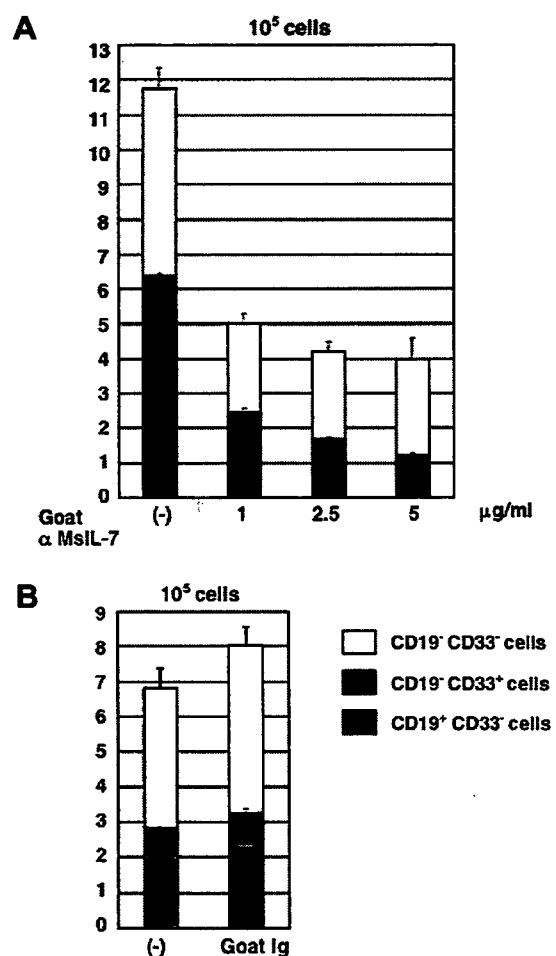 A
10⁵ cells
13
12
11
10
9
8
7
6
5
4
3
2
1
0
Goat α MsIL-7
(-) 1 2.5 5 μg/ml
B
10⁵ cells
9
8
7
6
5
4
3
2
1
0
(-) Goat Ig
CD19⁻ CD33⁻ cells
CD19⁻ CD33⁺ cells
CD19⁺ CD33⁻ cells